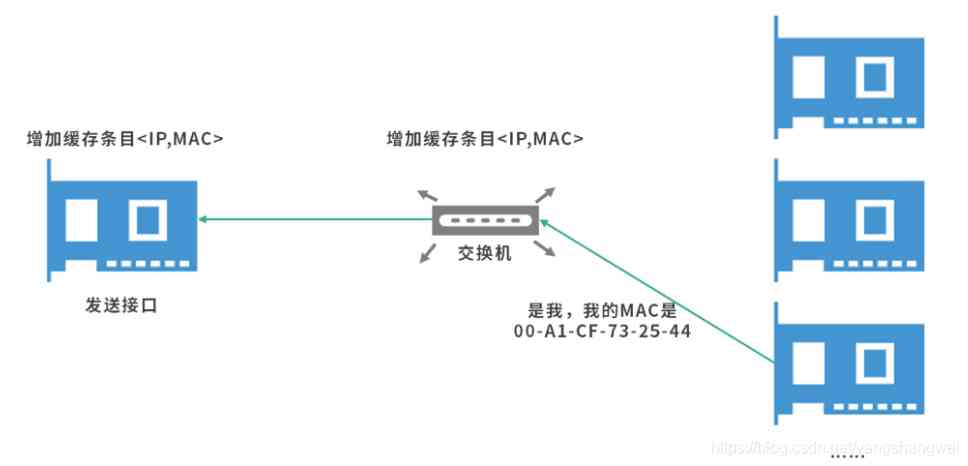 增加缓存条目<IP,MAC>
增加缓存条目<IP,MAC>
交换机
发送接口
是我，我的MAC是
00-A1-CF-73-25-44
https://blog.csdn.net/yangshangwei
......